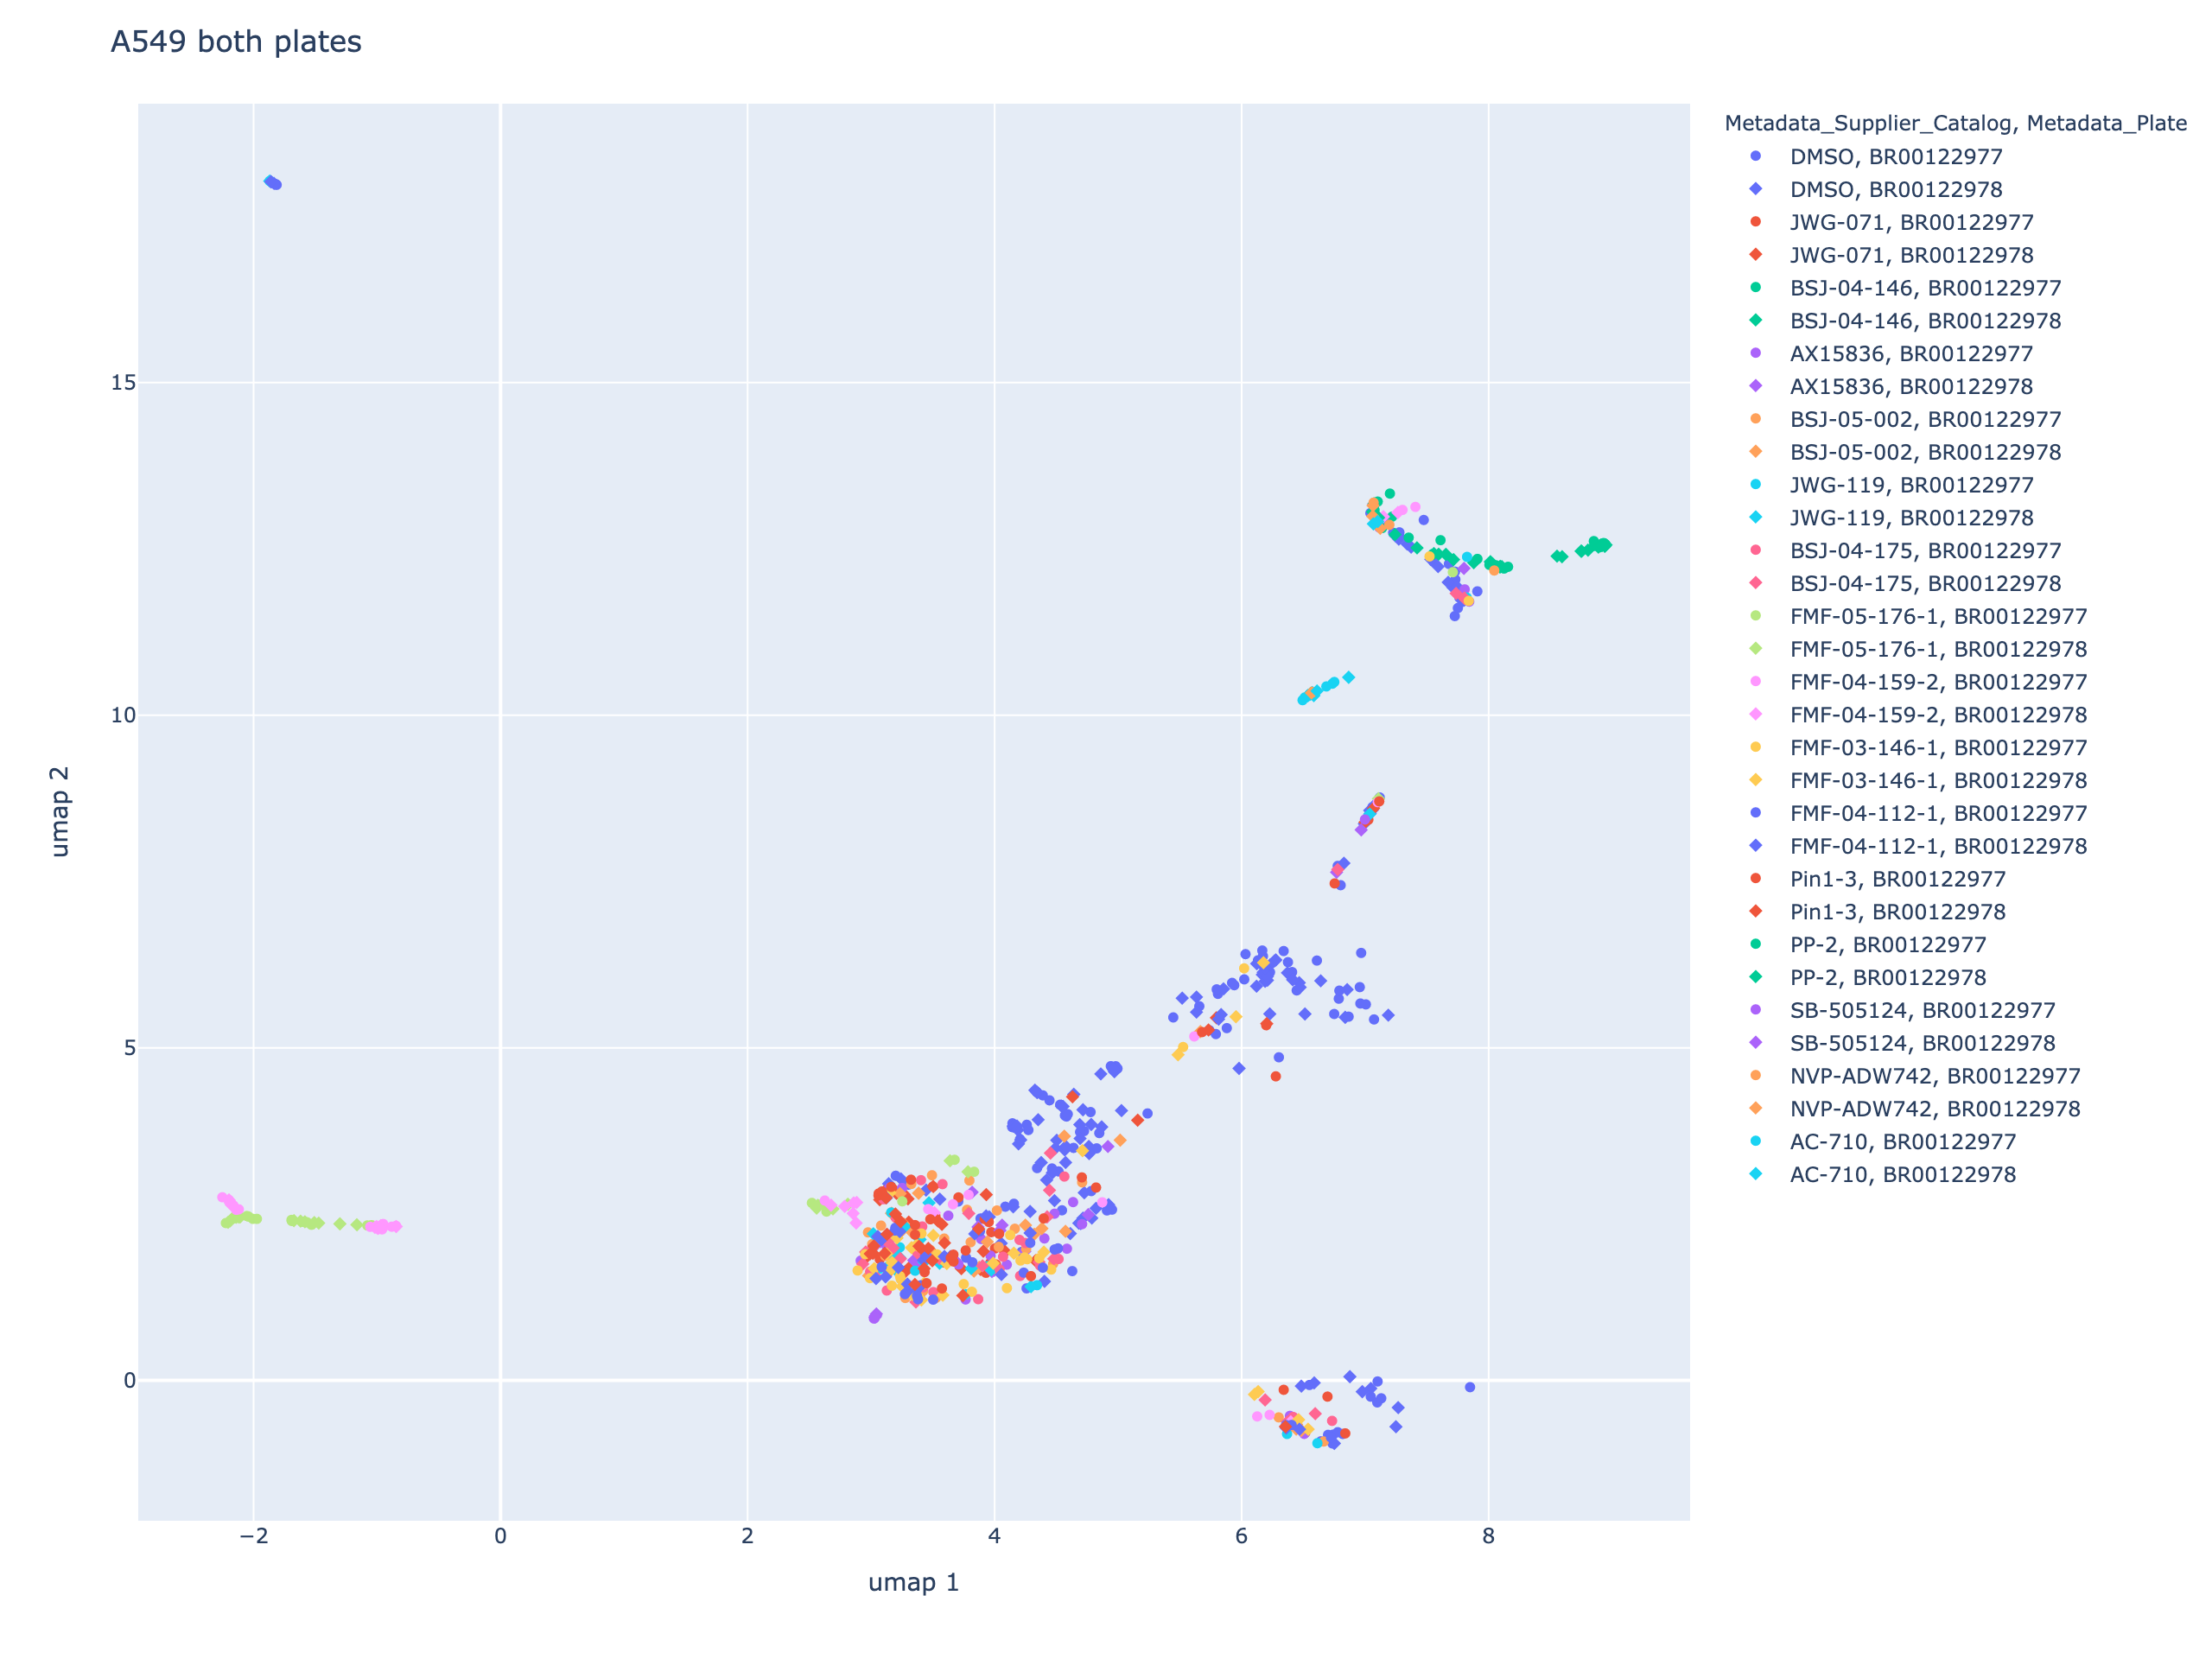 A549 both plates
Metadata_Supplier_Catalog, Metadata_Plate
DMSO, BR00122977
DMSO, BR00122978
JWG-071, BR00122977
JWG-071, BR00122978
BSJ-04-146, BR00122977
BSJ-04-146, BR00122978
AX15836, BR00122977
AX15836, BR00122978
BSJ-05-002, BR00122977
BSJ-05-002, BR00122978
JWG-119, BR00122977
JWG-119, BR00122978
BSJ-04-175, BR00122977
BSJ-04-175, BR00122978
FMF-05-176-1, BR00122977
FMF-05-176-1, BR00122978
FMF-04-159-2, BR00122977
FMF-04-159-2, BR00122978
FMF-03-146-1, BR00122977
FMF-03-146-1, BR00122978
FMF-04-112-1, BR00122977
FMF-04-112-1, BR00122978
Pin1-3, BR00122977
Pin1-3, BR00122978
PP-2, BR00122977
PP-2, BR00122978
SB-505124, BR00122977
SB-505124, BR00122978
NVP-ADW742, BR00122977
NVP-ADW742, BR00122978
AC-710, BR00122977
AC-710, BR00122978
15
10
5
0
umap 2
−2
0
2
4
6
8
umap 1